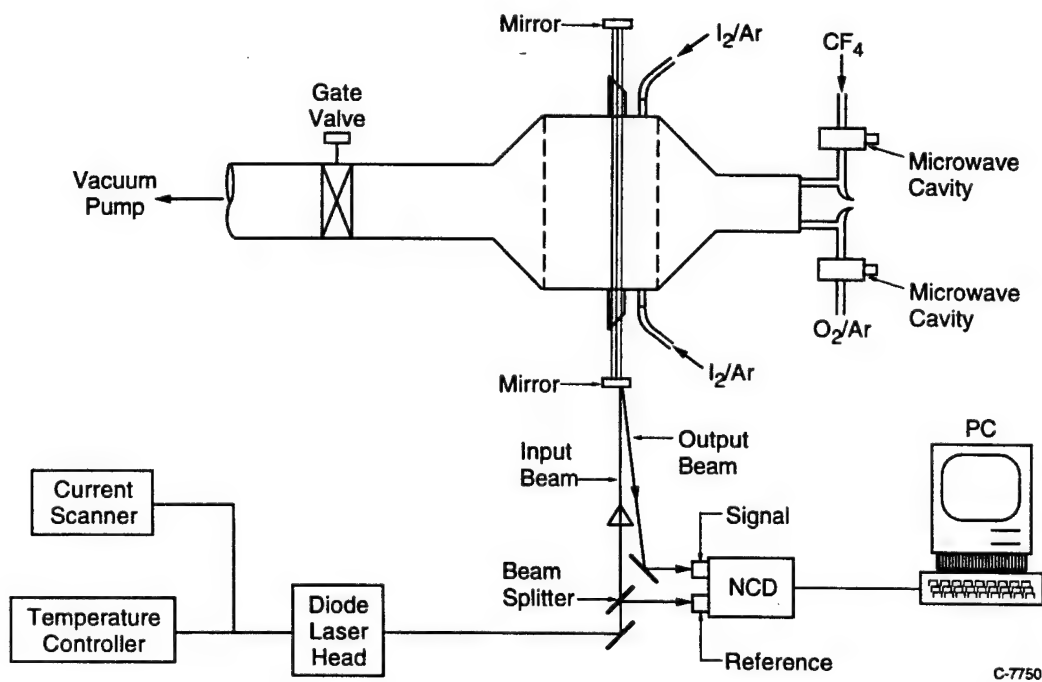 Mirror
I2/Ar
CF4
Gate
Valve
Microwave
Cavity
Vacuum
Pump
Microwave
Cavity
O2/Ar
I2/Ar
Mirror
PC
Input
Beam
Output
Beam
Current
Scanner
Signal
Beam
Splitter
NCD
Temperature
Controller
Diode
Laser
Head
Reference
C-7750